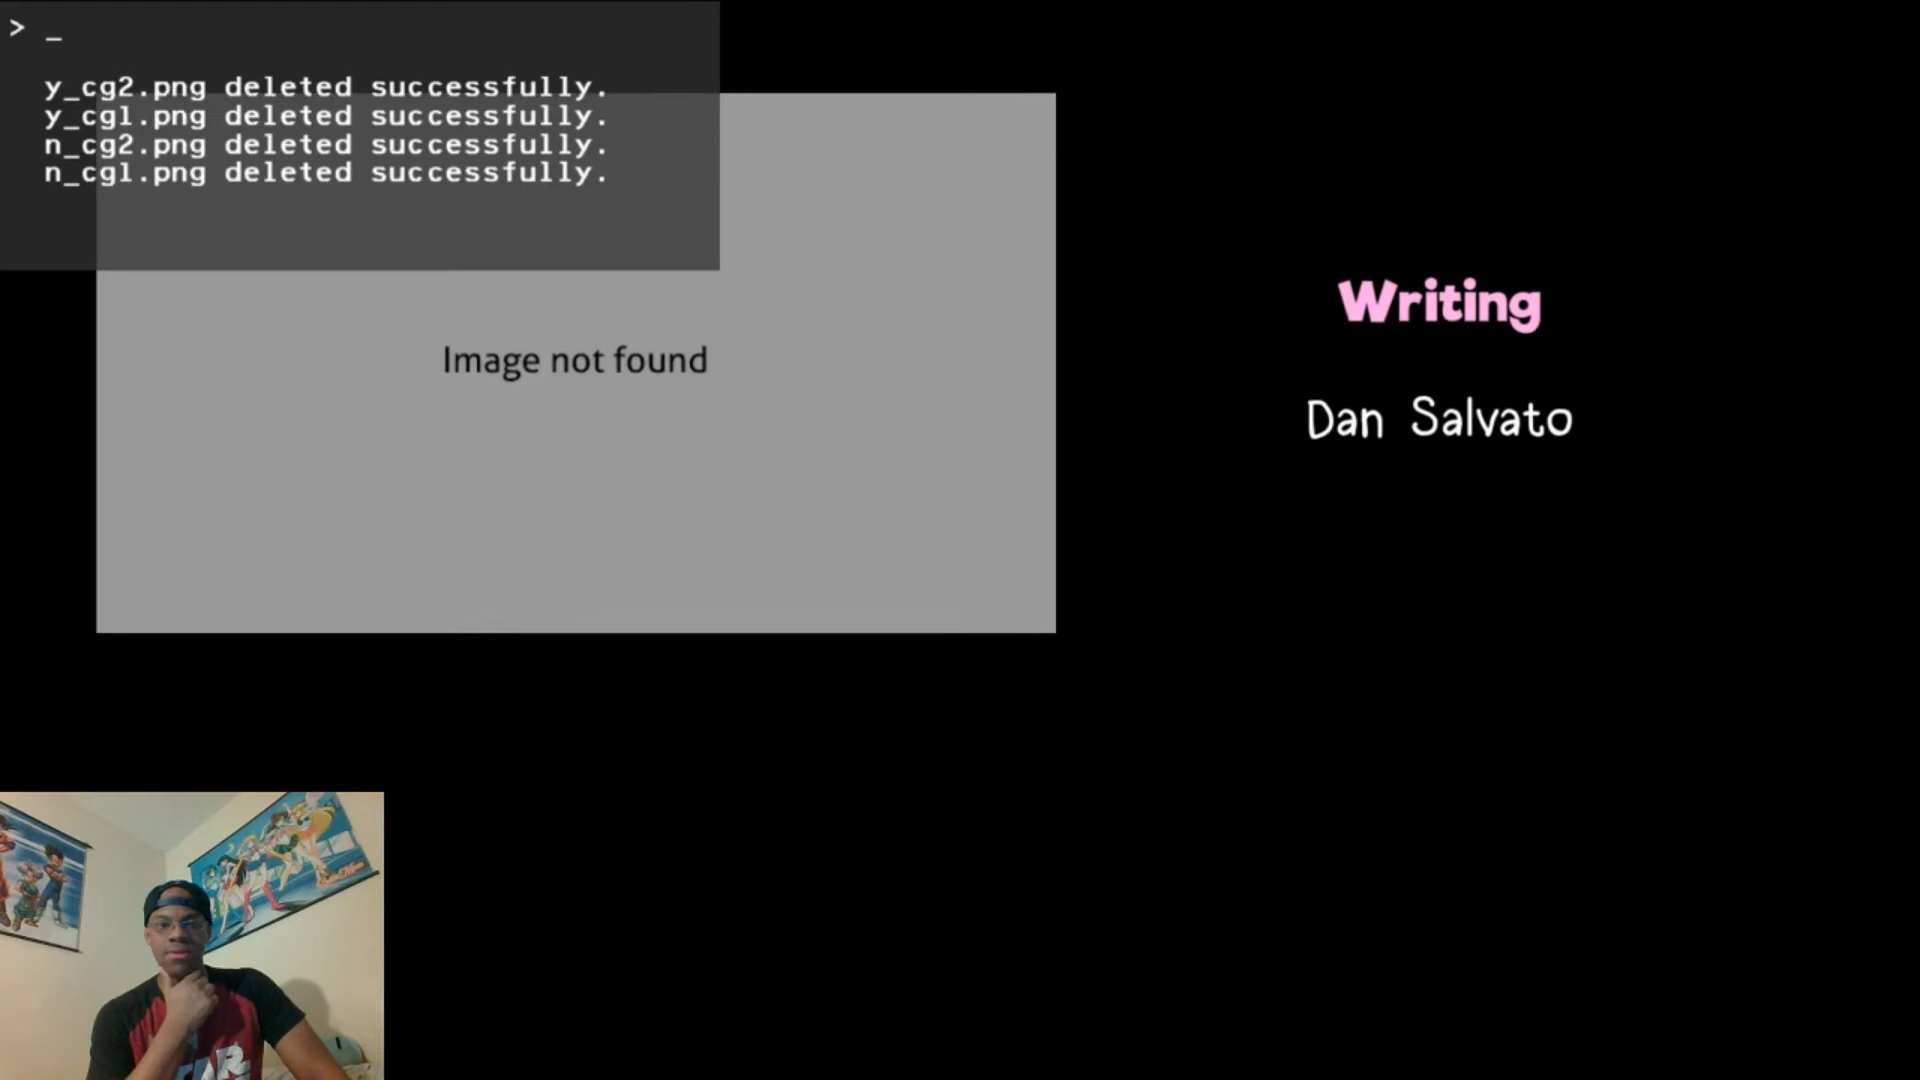 > _
y_cg2.png deleted successfully.
y_cg1.png deleted successfully.
n_cg2.png deleted successfully.
n_cg1.png deleted successfully.
Image not found
Writing
Dan Salvato